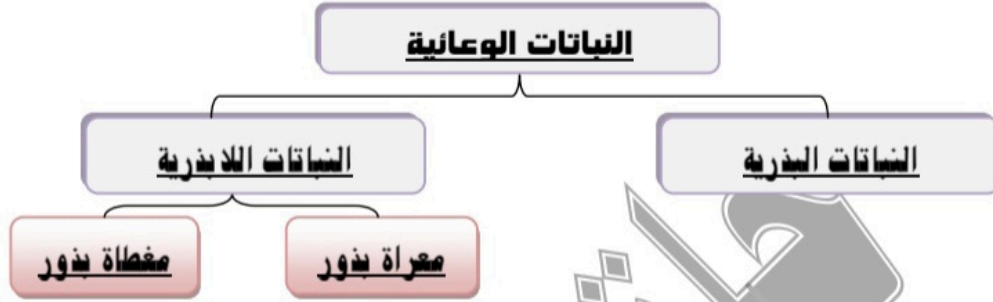 النباتات الوعائية
النباتات البذرية
النباتات اللابذرية
معراة بذور
مغطاة بذور